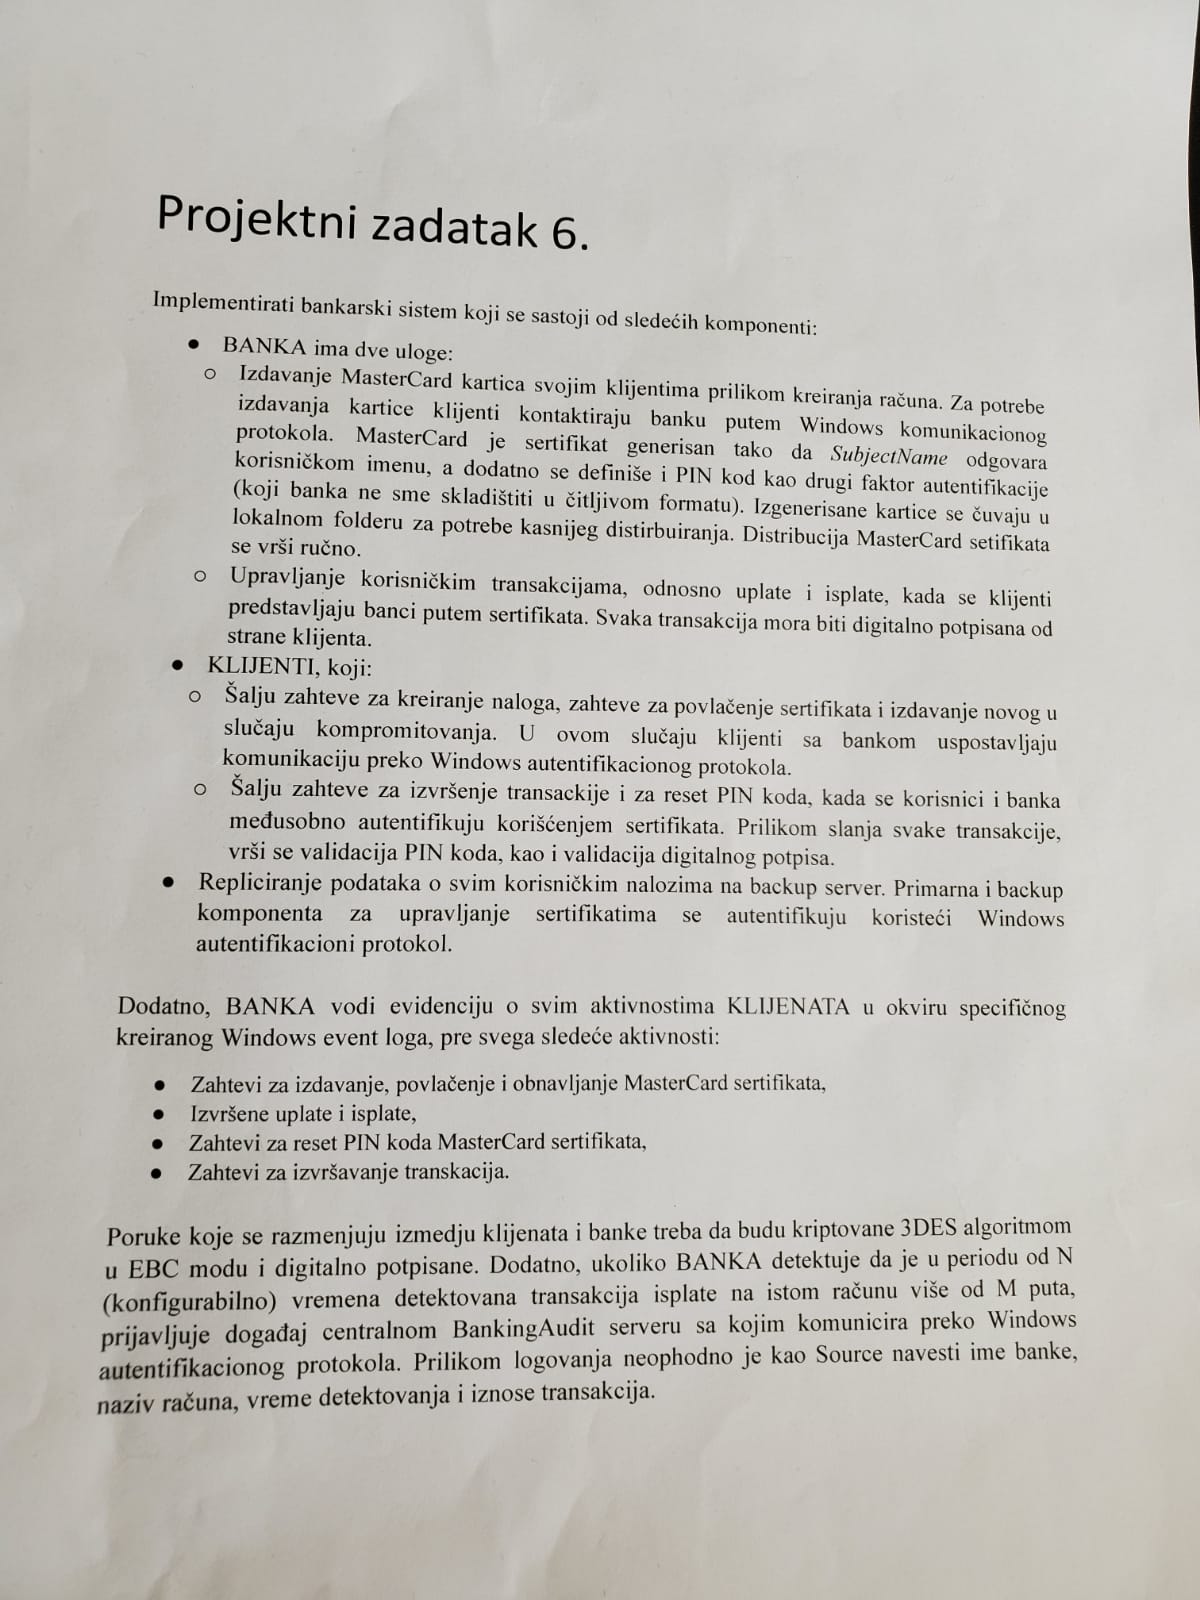 Projektni zadatak 6.
Implementirati bankarski sistem koji se sastoji od sledećih komponenti:
● BANKA ima dve uloge:
○ Izdavanje MasterCard kartica svojim klijentima prilikom kreiranja računa. Za potrebe
izdavanja kartice klijenti kontaktiraju banku putem Windows komunikacionog
protokola. MasterCard je sertifikat generisan tako da SubjectName odgovara
korisničkom imenu, a dodatno se definiše i PIN kod kao drugi faktor autentifikacije
(koji banka ne sme skladištiti u čitljivom formatu). Izgenerisane kartice se čuvaju u
lokalnom folderu za potrebe kasnijeg distirbuiranja. Distribucija MasterCard setifikata
se vrši ručno.
○ Upravljanje korisničkim transakcijama, odnosno uplate i isplate, kada se klijenti
predstavljaju banci putem sertifikata. Svaka transakcija mora biti digitalno potpisana od
strane klijenta.
● KLIJENTI, koji:
○ Šalju zahteve za kreiranje naloga, zahteve za povlačenje sertifikata i izdavanje novog u
slučaju kompromitovanja. U ovom slučaju klijenti sa bankom uspostavljaju
komunikaciju preko Windows autentifikacionog protokola.
○ Šalju zahteve za izvršenje transackije i za reset PIN koda, kada se korisnici i banka
međusobno autentifikuju korišćenjem sertifikata. Prilikom slanja svake transakcije,
vrši se validacija PIN koda, kao i validacija digitalnog potpisa.
● Repliciranje podataka o svim korisničkim nalozima na backup server. Primarna i backup
komponenta za upravljanje sertifikatima se autentifikuju koristeći Windows
autentifikacioni protokol.
Dodatno, BANKA vodi evidenciju o svim aktivnostima KLIJENATA u okviru specifičnog
kreiranog Windows event loga, pre svega sledeće aktivnosti:
● Zahtevi za izdavanje, povlačenje i obnavljanje MasterCard sertifikata,
● Izvršene uplate i isplate,
● Zahtevi za reset PIN koda MasterCard sertifikata,
● Zahtevi za izvršavanje transkacija.
Poruke koje se razmenjuju izmedju klijenata i banke treba da budu kriptovane 3DES algoritmom
u EBC modu i digitalno potpisane. Dodatno, ukoliko BANKA detektuje da je u periodu od N
(konfigurabilno) vremena detektovana transakcija isplate na istom računu više od M puta,
prijavljuje događaj centralnom BankingAudit serveru sa kojim komunicira preko Windows
autentifikacionog protokola. Prilikom logovanja neophodno je kao Source navesti ime banke,
naziv računa, vreme detektovanja i iznose transakcija.